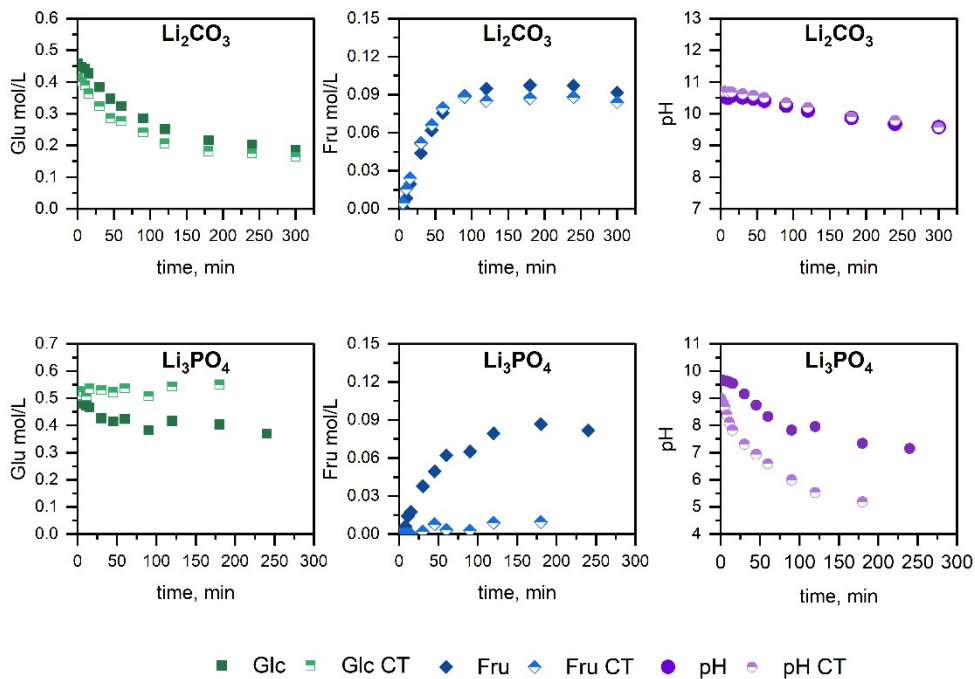 Li₂CO₃
Glu mol/L
0.6
0.5
0.4
0.3
0.2
0.1
0.0
0 50 100 150 200 250 300
time, min
Li₂CO₃
Fru mol/L
0.15
0.12
0.09
0.06
0.03
0.00
0 50 100 150 200 250 300
time, min
Li₂CO₃
pH
13
12
11
10
9
8
7
0 50 100 150 200 250 300
time, min
Li₃PO₄
Glu mol/L
0.7
0.6
0.5
0.4
0.3
0.2
0.1
0.0
0 50 100 150 200 250 300
time, min
Li₃PO₄
Fru mol/L
0.15
0.12
0.09
0.06
0.03
0.00
0 50 100 150 200 250 300
time, min
Li₃PO₄
pH
11
10
9
8
7
6
5
4
0 50 100 150 200 250 300
time, min
Glc Glc CT Fru Fru CT pH pH CT